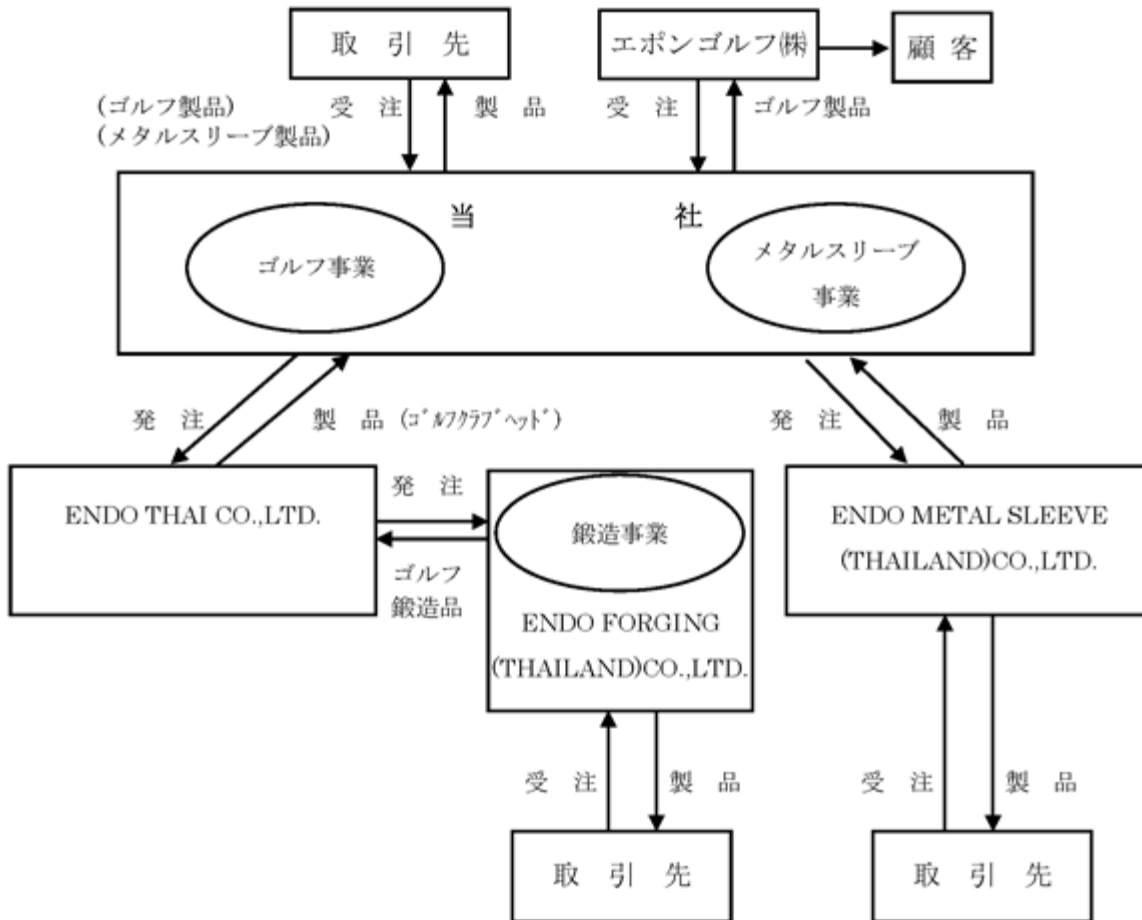 取 引 先
エポンゴルフ㈱
顧 客
(ゴルフ製品)
(メタルスリーブ製品)
受 注
製 品
受 注
ゴルフ製品
当 社
ゴルフ事業
メタルスリーブ
事業
発 注
製 品 (ｺﾞﾙﾌｸﾗﾌﾞﾍｯﾄﾞ)
発 注
製 品
ENDO THAI CO.,LTD.
発 注
ゴルフ
鍛造品
鍛造事業
ENDO FORGING
(THAILAND)CO.,LTD.
ENDO METAL SLEEVE
(THAILAND)CO.,LTD.
受 注
製 品
受 注
製 品
取 引 先
取 引 先